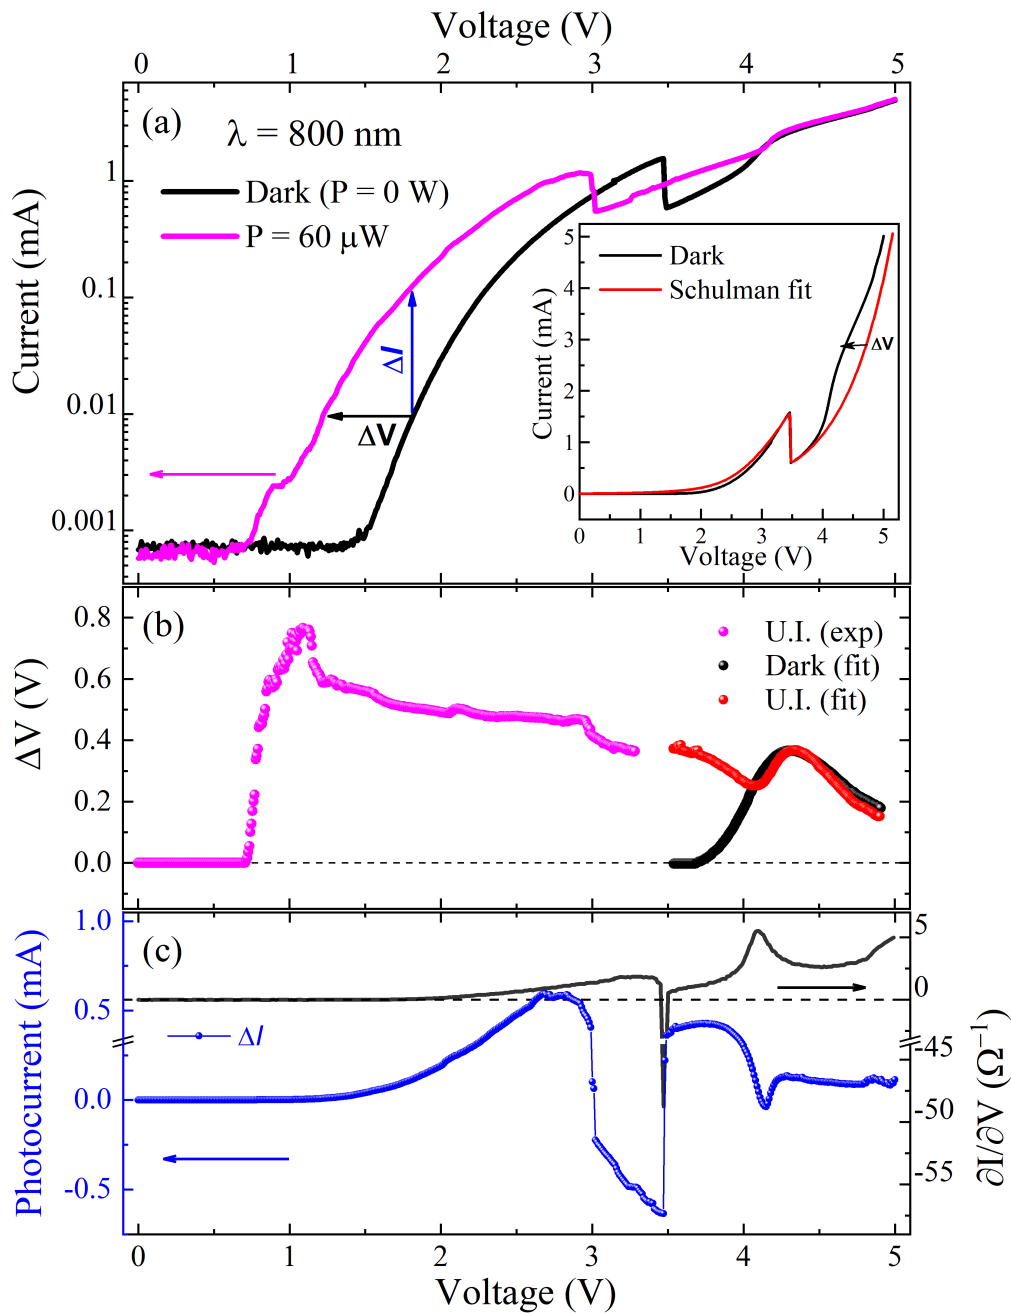 Voltage (V)
0 1 2 3 4 5
(a)
λ = 800 nm
Dark (P = 0 W)
P = 60 μW
Current (mA)
1
0.1
0.01
0.001
ΔI
ΔV
Dark
Schulman fit
ΔV
Current (mA)
5
4
3
2
1
0
0 1 2 3 4 5
Voltage (V)
(b)
U.I. (exp)
Dark (fit)
U.I. (fit)
ΔV (V)
0.8
0.6
0.4
0.2
0.0
(c)
ΔI
Photocurrent (mA)
1.0
0.5
0.0
-0.5
5
0
-45
-50
-55
∂I/∂V (Ω⁻¹)
0 1 2 3 4 5
Voltage (V)